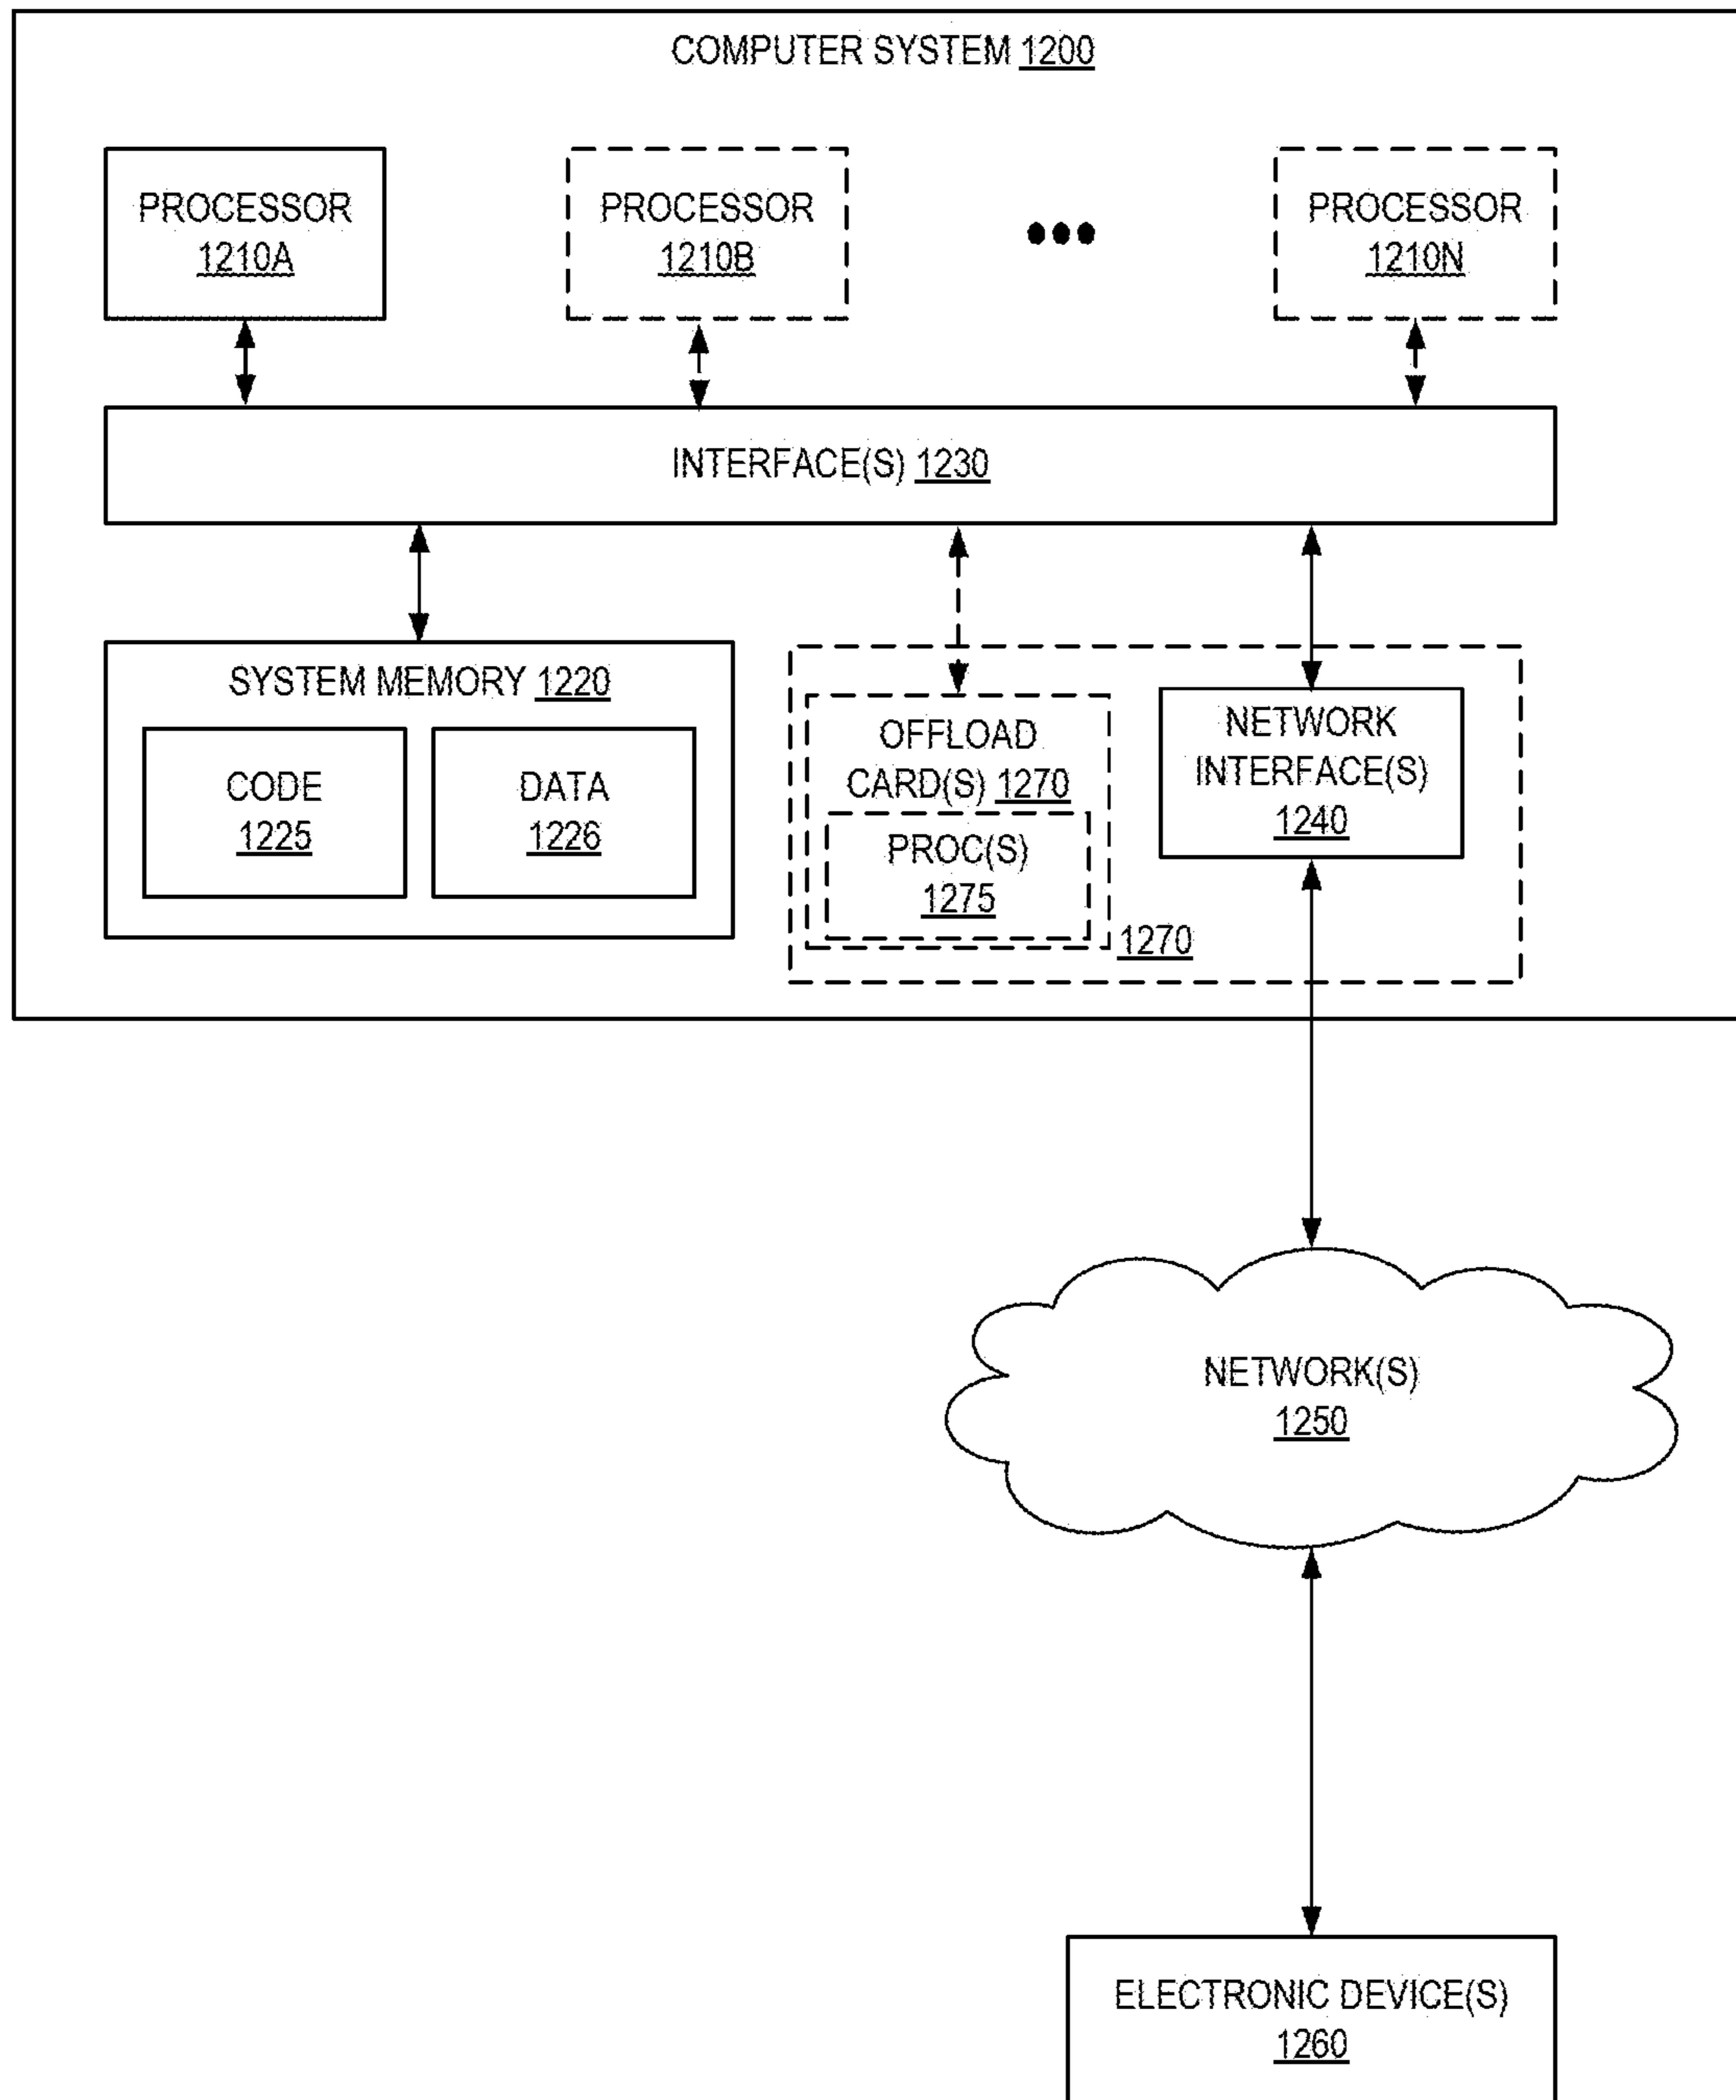 COMPUTER SYSTEM 1200
PROCESSOR
1210A
PROCESSOR
1210B
PROCESSOR
1210N
INTERFACE(S) 1230
SYSTEM MEMORY 1220
CODE
1225
DATA
1226
OFFLOAD
CARD(S) 1270
PROC(S)
1275
1270
NETWORK
INTERFACE(S)
1240
NETWORK(S)
1250
ELECTRONIC DEVICE(S)
1260